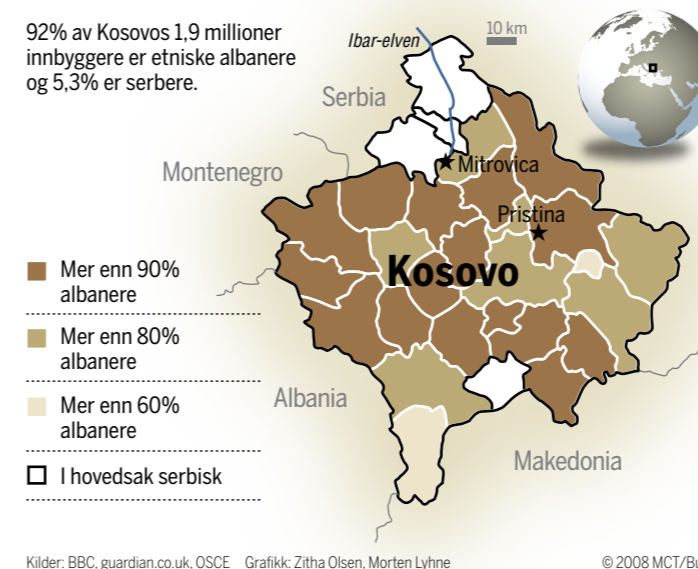 92% av Kosovos 1,9 millioner
innbyggere er etniske albanere
og 5,3% er serbere.
Ibar-elven
10 km
Serbia
Montenegro
Mitrovica
Pristina
Kosovo
Mer enn 90%
albanere
Mer enn 80%
albanere
Mer enn 60%
albanere
I hovedsak serbisk
Albania
Makedonia
Kilder: BBC, guardian.co.uk, OSCE Grafikk: Zitha Olsen, Morten Lyhne
© 2008 MCT/Bu